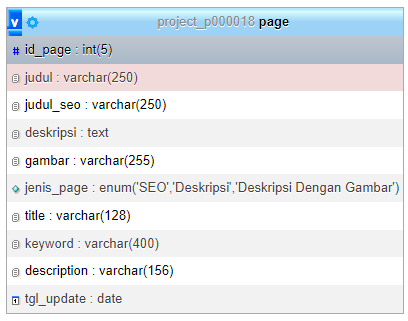 v project_p000018 page
# id_page : int(5)
judul : varchar(250)
judul_seo : varchar(250)
deskripsi : text
gambar : varchar(255)
jenis_page : enum('SEO','Deskripsi','Deskripsi Dengan Gambar')
title : varchar(128)
keyword : varchar(400)
description : varchar(156)
tgl_update : date